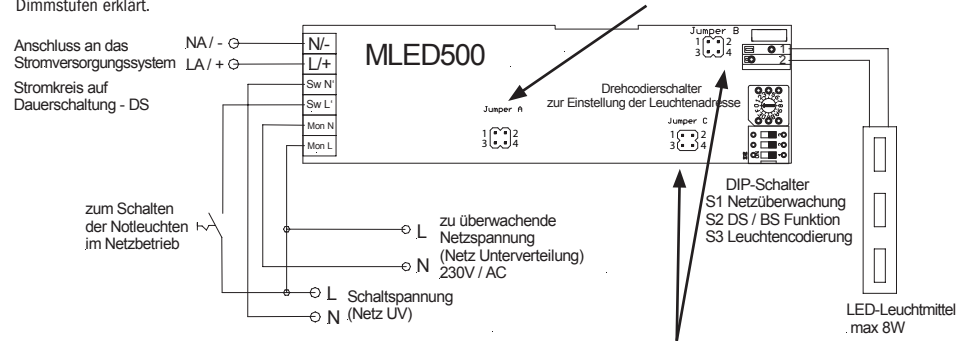 Dimmstufen erklärt.
Anschluss an das
Stromversorgungssystem
NA / -
LA / +
Stromkreis auf
Dauerschaltung - DS
N/-
L/+
Sw N'
Sw L'
Mon N
Mon L
MLED500
Jumper A
1 2
3 4
Jumper B
1 2
3 4
Drehcodierschalter
zur Einstellung der Leuchtenadresse
Jumper C
1 2
3 4
1
2
DIP-Schalter
S1 Netzüberwachung
S2 DS / BS Funktion
S3 Leuchtencodierung
zum Schalten
der Notleuchten
im Netzbetrieb
L
N
zu überwachende
Netzspannung
(Netz Unterverteilung)
230V / AC
L
N
Schaltspannung
(Netz UV)
LED-Leuchtmittel
max 8W